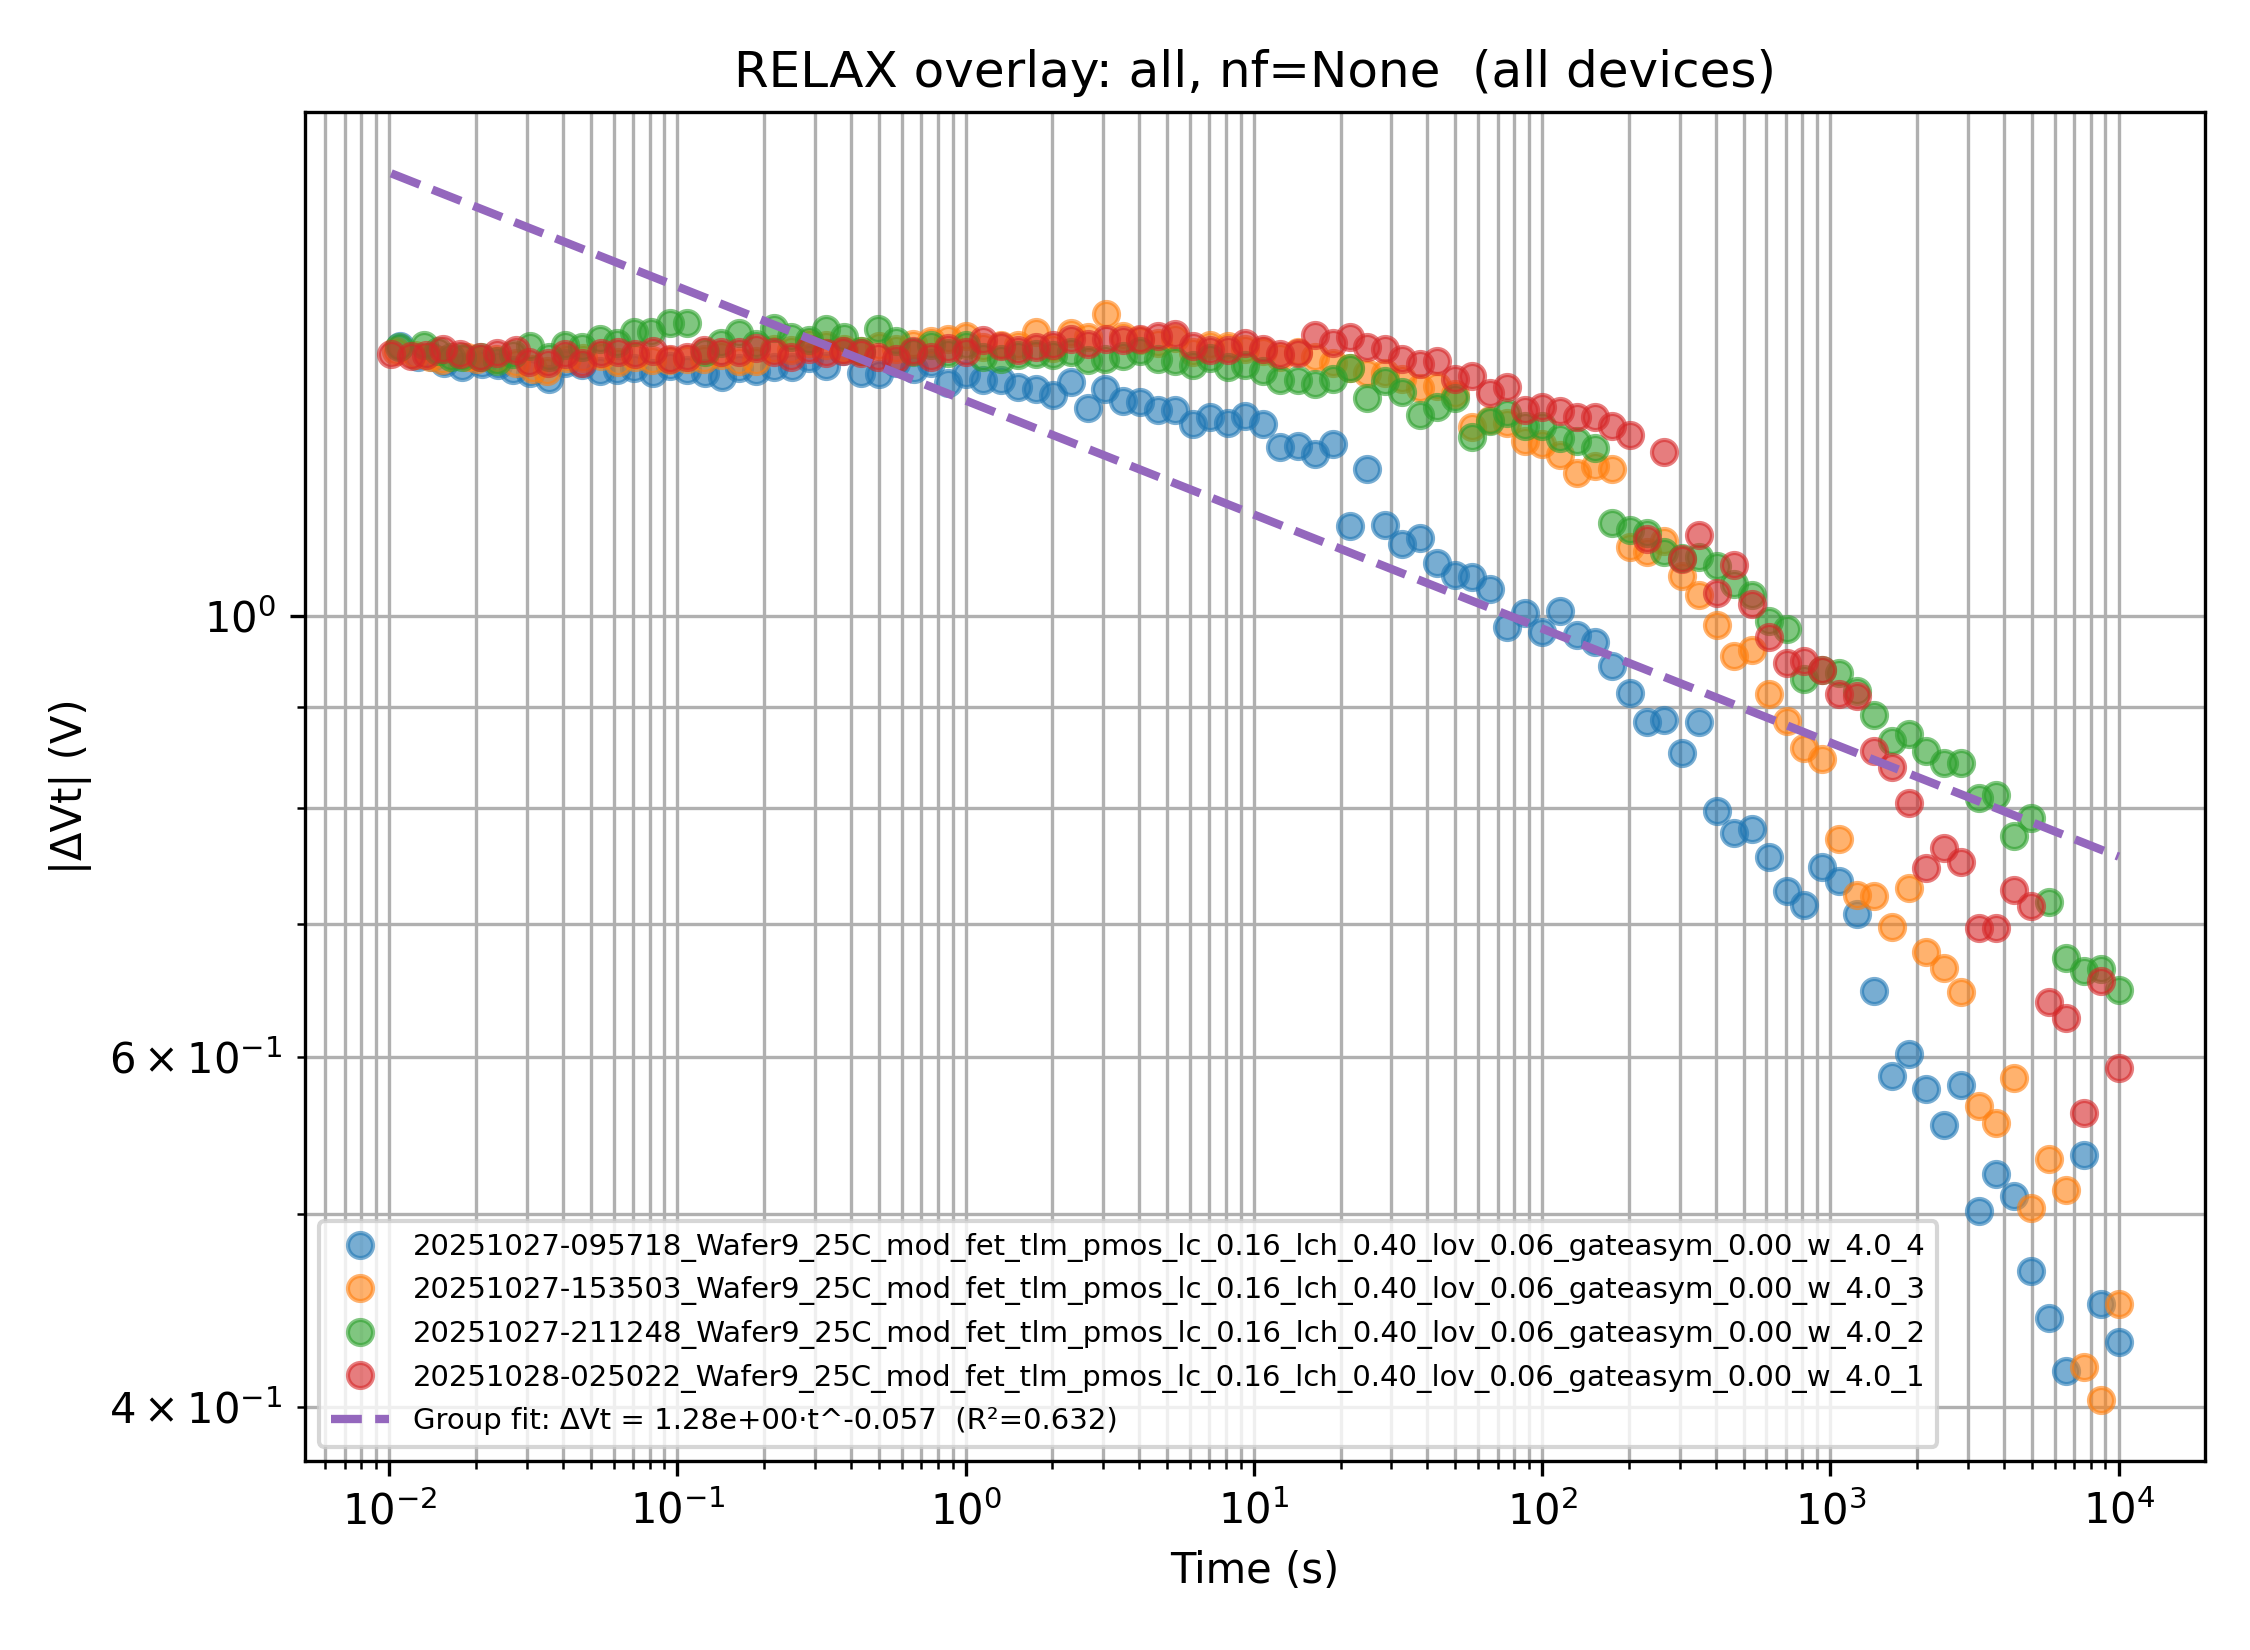 RELAX overlay: all, nf=None (all devices)
|ΔVt| (V)
10⁰
6 × 10⁻¹
4 × 10⁻¹
20251027-095718_Wafer9_25C_mod_fet_tlm_pmos_lc_0.16_lch_0.40_lov_0.06_gateasym_0.00_w_4.0_4
20251027-153503_Wafer9_25C_mod_fet_tlm_pmos_lc_0.16_lch_0.40_lov_0.06_gateasym_0.00_w_4.0_3
20251027-211248_Wafer9_25C_mod_fet_tlm_pmos_lc_0.16_lch_0.40_lov_0.06_gateasym_0.00_w_4.0_2
20251028-025022_Wafer9_25C_mod_fet_tlm_pmos_lc_0.16_lch_0.40_lov_0.06_gateasym_0.00_w_4.0_1
Group fit: ΔVt = 1.28e+00·t^-0.057 (R²=0.632)
10⁻² 10⁻¹ 10⁰ 10¹ 10² 10³ 10⁴
Time (s)